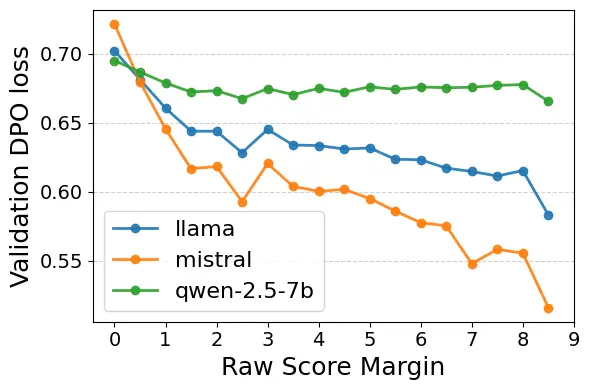 Validation DPO loss
0.70
0.65
0.60
0.55
llama
mistral
qwen-2.5-7b
0 1 2 3 4 5 6 7 8 9
Raw Score Margin